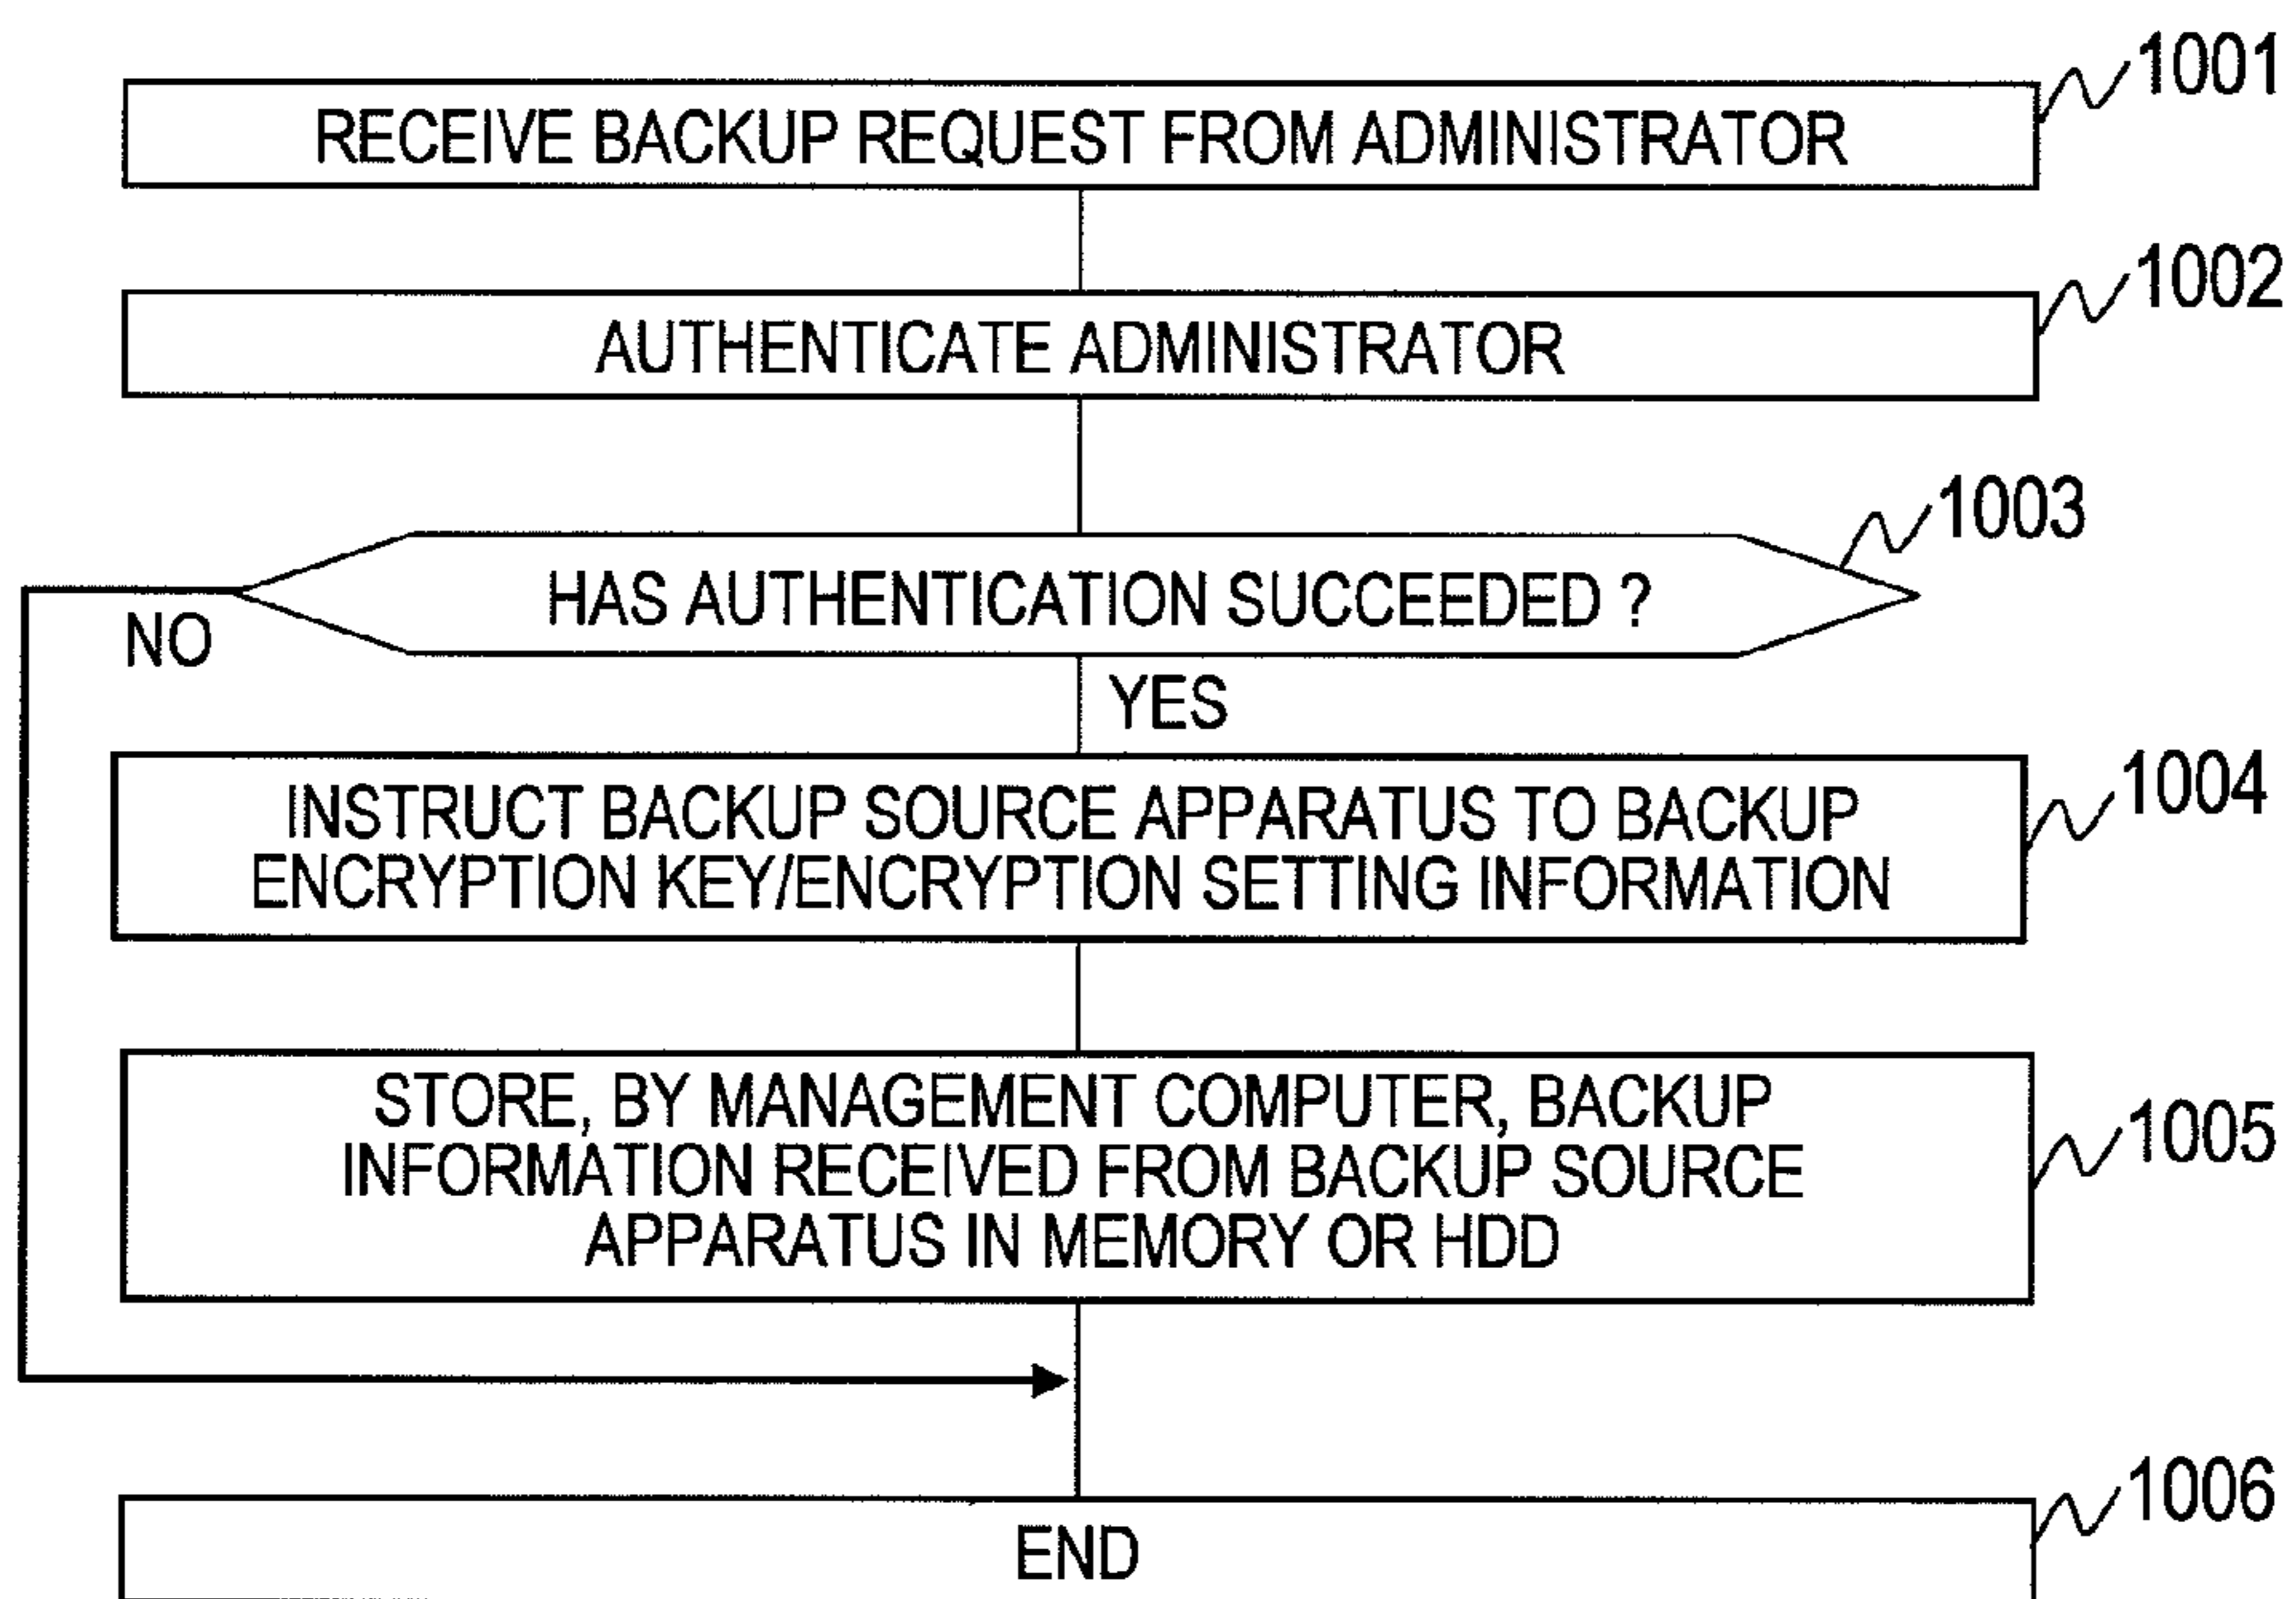 1001
RECEIVE BACKUP REQUEST FROM ADMINISTRATOR
1002
AUTHENTICATE ADMINISTRATOR
1003
HAS AUTHENTICATION SUCCEEDED ?
NO
YES
1004
INSTRUCT BACKUP SOURCE APPARATUS TO BACKUP
ENCRYPTION KEY/ENCRYPTION SETTING INFORMATION
STORE, BY MANAGEMENT COMPUTER, BACKUP
INFORMATION RECEIVED FROM BACKUP SOURCE
APPARATUS IN MEMORY OR HDD
1005
1006
END